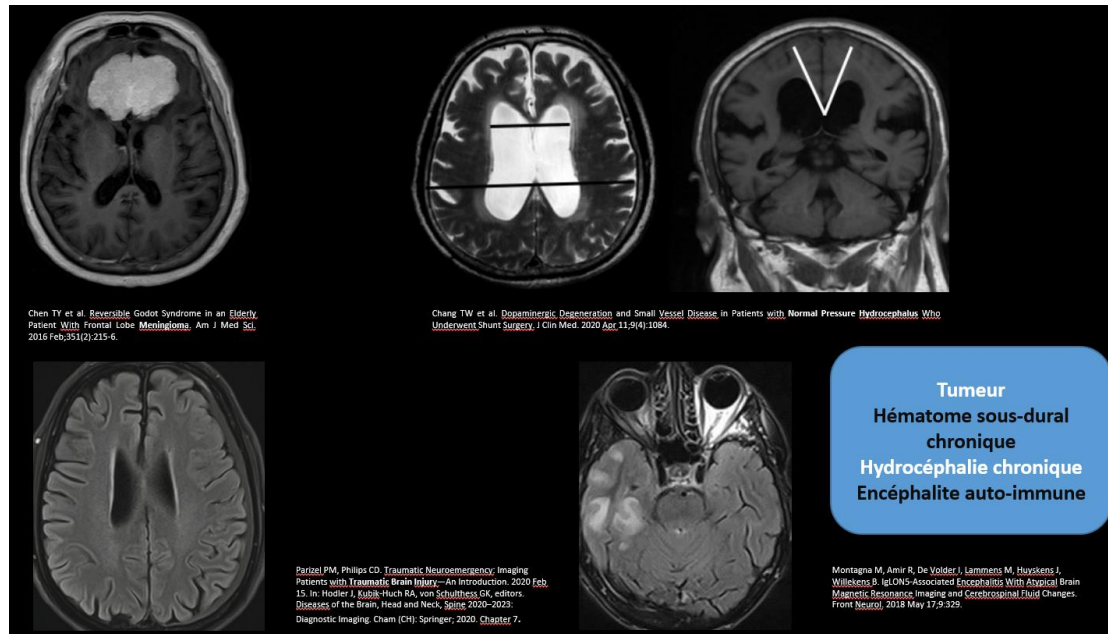 Chen TY et al. Reversible Godot Syndrome in an Elderly
Patient With Frontal Lobe Meningioma. Am J Med Sci.
2016 Feb;351(2):215-6.
Chang TW et al. Dopaminergic Degeneration and Small Vessel Disease in Patients with Normal Pressure Hydrocephalus Who
Underwent Shunt Surgery. J Clin Med. 2020 Apr 11;9(4):1084.
Tumeur
Hématome sous-dural
chronique
Hydrocéphalie chronique
Encéphalite auto-immune
Parizel PM, Philips CD. Traumatic Neuroemergency: Imaging
Patients with Traumatic Brain Injury—An Introduction. 2020 Feb
15. In: Hodler J, Kubik-Huch RA, von Schulthess GK, editors.
Diseases of the Brain, Head and Neck, Spine 2020–2023:
Diagnostic Imaging. Cham (CH): Springer; 2020. Chapter 7.
Montagna M, Amir R, De Volder I, Lammens M, Huyskens J,
Willekens B. IgLON5-Associated Encephalitis With Atypical Brain
Magnetic Resonance Imaging and Cerebrospinal Fluid Changes.
Front Neurol. 2018 May 17;9:329.